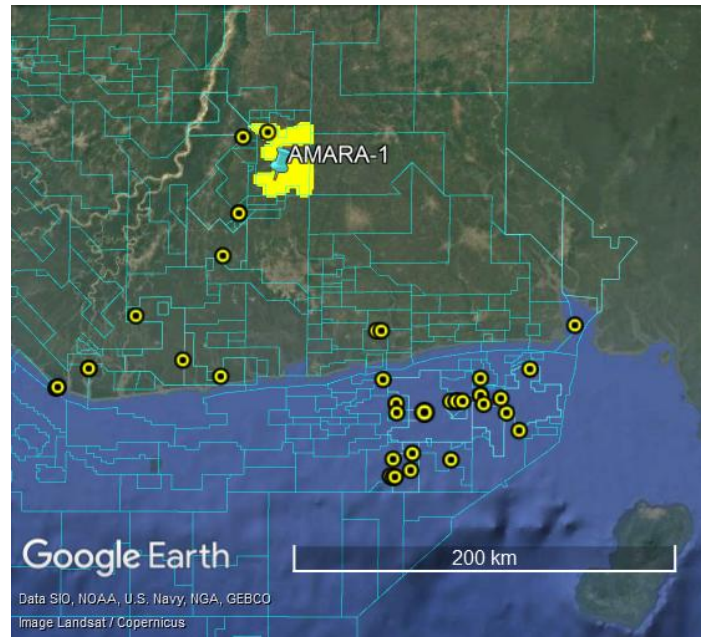 AMARA-1
Google Earth
200 km
Data SIO, NOAA, U.S. Navy, NGA, GEBCO
Image Landsat / Copernicus